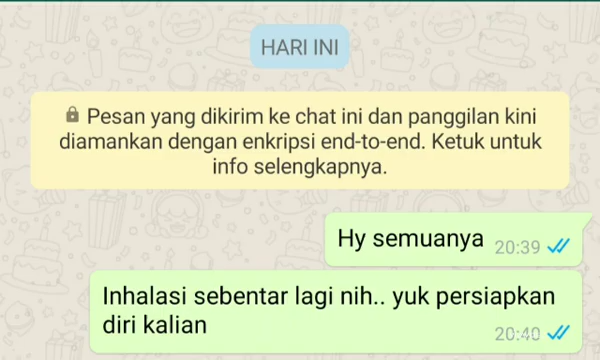 HARI INI
Pesan yang dikirim ke chat ini dan panggilan kini
diamankan dengan enkripsi end-to-end. Ketuk untuk
info selengkapnya.
Hy semuanya 20:39
Inhalasi sebentar lagi nih.. yuk persiapkan
diri kalian 20:40